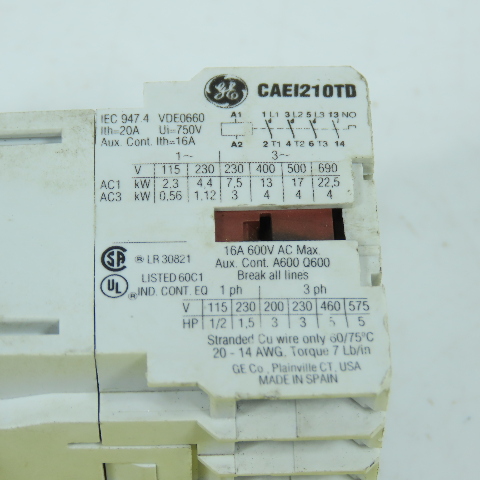 GE CAEI210TD
IEC 947.4 VDE0660
Ith=20A Ui=750V
Aux. Cont. Ith=16A
A1 1 L1 3 L2 5 L3 13 NO
A2 2 T1 4 T2 6 T3 14
1~ 3~
V 115 230 230 400 500 690
AC1 kW 2.3 4,4 7,5 13 17 22,5
AC3 kW 0,56 1,12 3 4 4 4
16A 600V AC Max.
Aux. Cont. A600 Q600
Break all lines
SA ® LR 30821
LISTED 60C1
UL ® IND. CONT. EQ
1 ph 3 ph
V 115 230 200 230 460 575
HP 1/2 1,5 3 3 5 5
Stranded Cu wire only 60/75°C
20 - 14 AWG, Torque 7 Lb/in
GE Co., Plainville CT, USA
MADE IN SPAIN